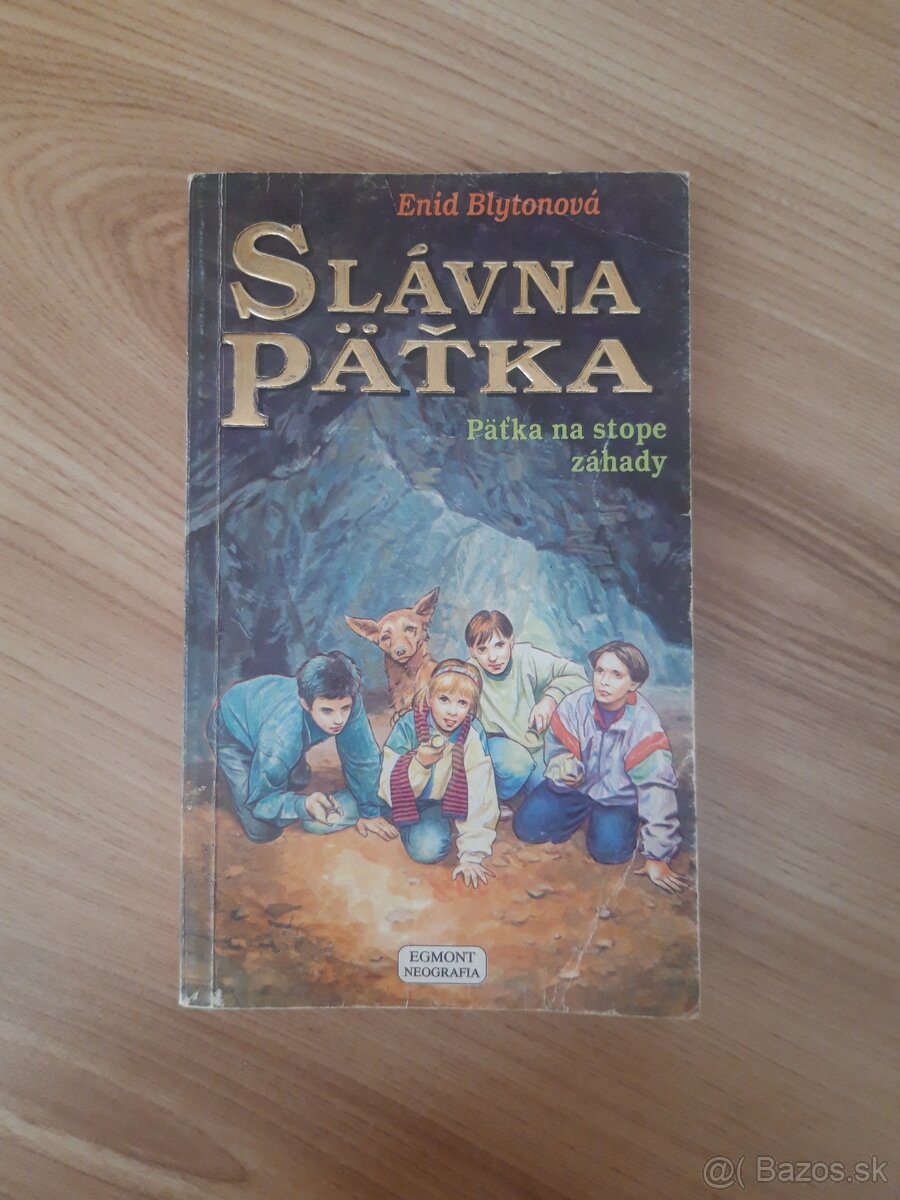 Enid Blytonová
SLÁVNA
PÄŤKA
Päťka na stope
záhady
EGMONT
NEOGRAFIA
@( Bazos.sk